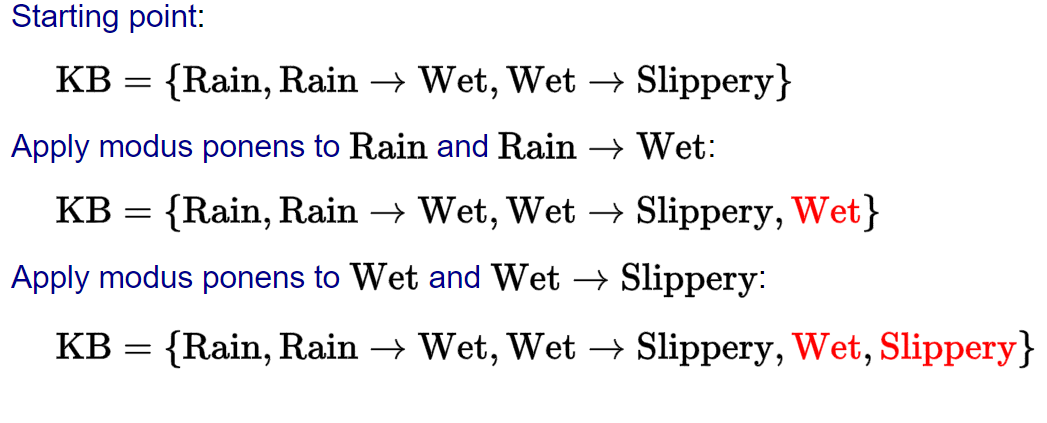 Starting point:
KB = {Rain, Rain → Wet, Wet → Slippery}
Apply modus ponens to Rain and Rain → Wet:
KB = {Rain, Rain → Wet, Wet → Slippery, Wet}
Apply modus ponens to Wet and Wet → Slippery:
KB = {Rain, Rain → Wet, Wet → Slippery, Wet, Slippery}